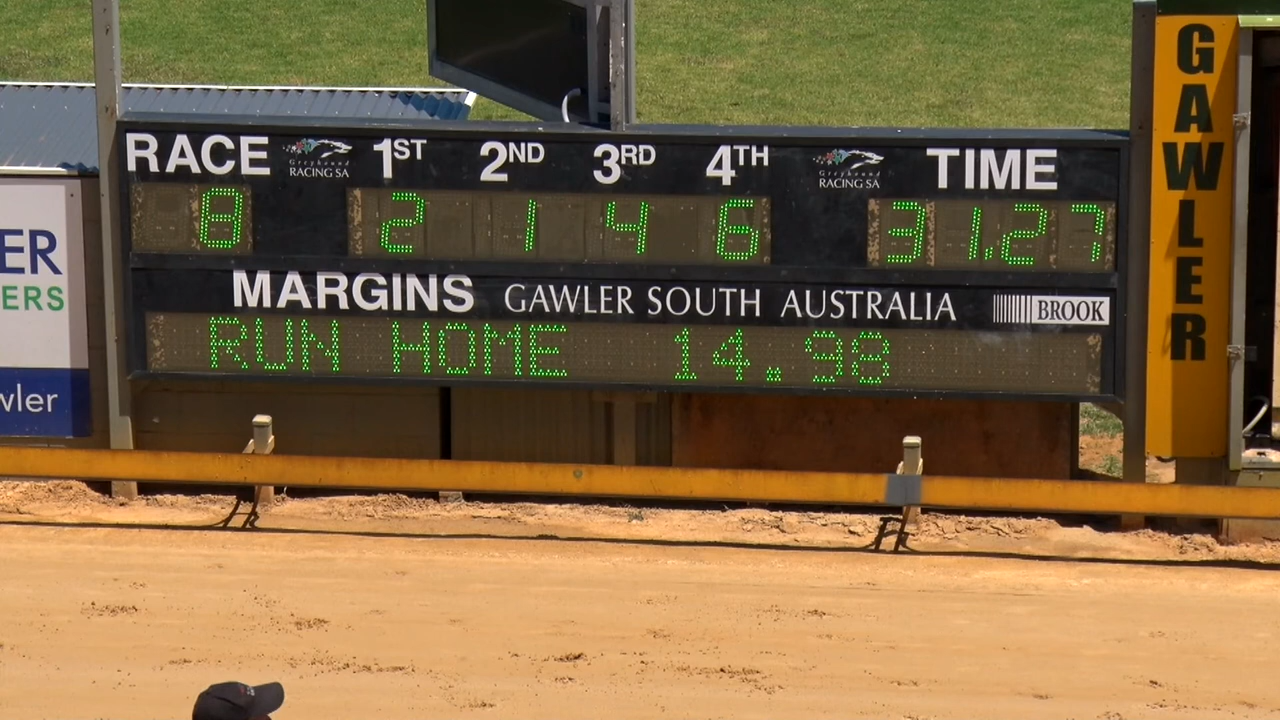 RACE Greyhound RACING SA 1ST 2ND 3RD 4TH Greyhound RACING SA TIME
8 2 1 4 6 31.27
MARGINS GAWLER SOUTH AUSTRALIA BROOK
RUN HOME 14.98
GAWLER
ER
ERS
wler